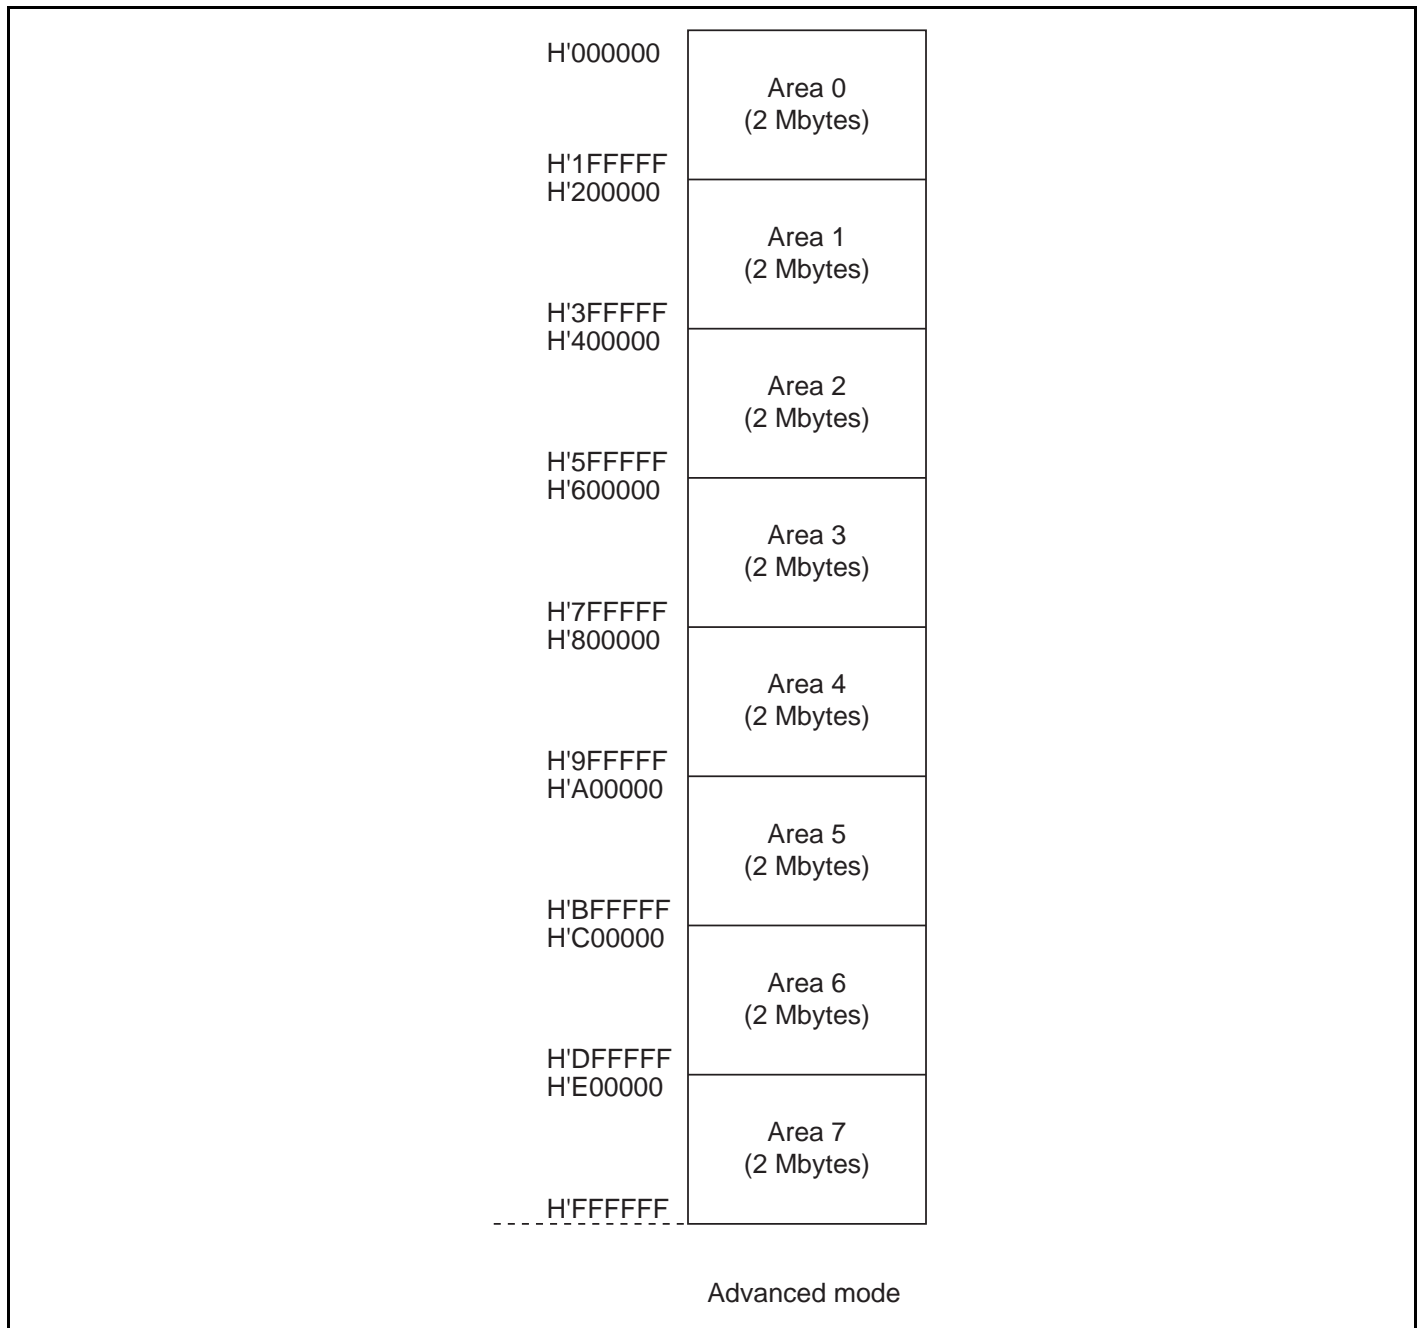 H'000000
Area 0
(2 Mbytes)
H'1FFFFF
H'200000
Area 1
(2 Mbytes)
H'3FFFFF
H'400000
Area 2
(2 Mbytes)
H'5FFFFF
H'600000
Area 3
(2 Mbytes)
H'7FFFFF
H'800000
Area 4
(2 Mbytes)
H'9FFFFF
H'A00000
Area 5
(2 Mbytes)
H'BFFFFF
H'C00000
Area 6
(2 Mbytes)
H'DFFFFF
H'E00000
Area 7
(2 Mbytes)
H'FFFFFF
Advanced mode